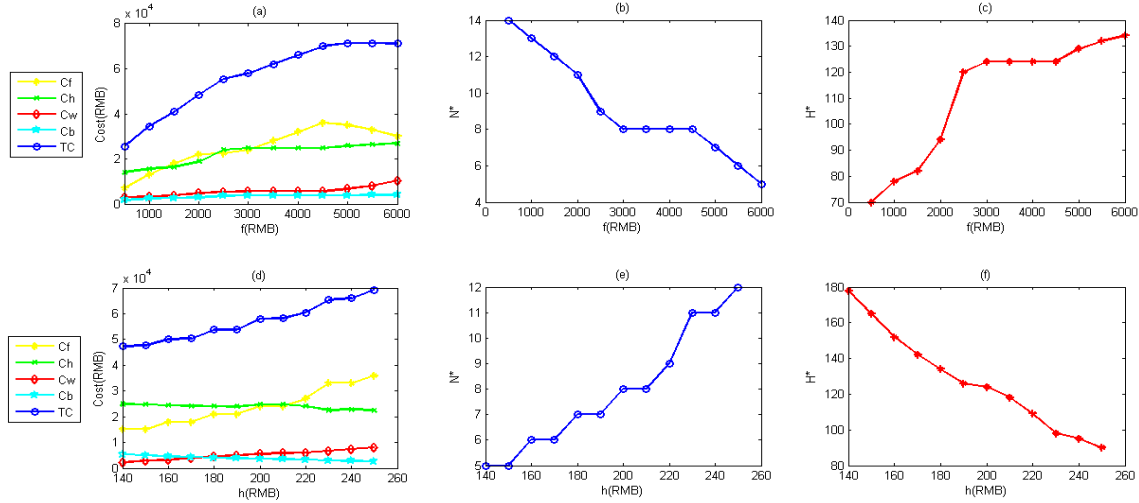 (a)
x 10⁴
8
6
4
2
0
1000 2000 3000 4000 5000 6000
f(RMB)
Cost(RMB)
Cf
Ch
Cw
Cb
TC
(b)
14
12
10
8
6
4
0 1000 2000 3000 4000 5000 6000
f(RMB)
N*
(c)
140
130
120
110
100
90
80
70
0 1000 2000 3000 4000 5000 6000
f(RMB)
H*
(d)
x 10⁴
7
6
5
4
3
2
1
0
140 160 180 200 220 240 260
h(RMB)
Cost(RMB)
Cf
Ch
Cw
Cb
TC
(e)
12
11
10
9
8
7
6
5
140 160 180 200 220 240 260
h(RMB)
N*
(f)
180
160
140
120
100
80
140 160 180 200 220 240 260
h(RMB)
H*